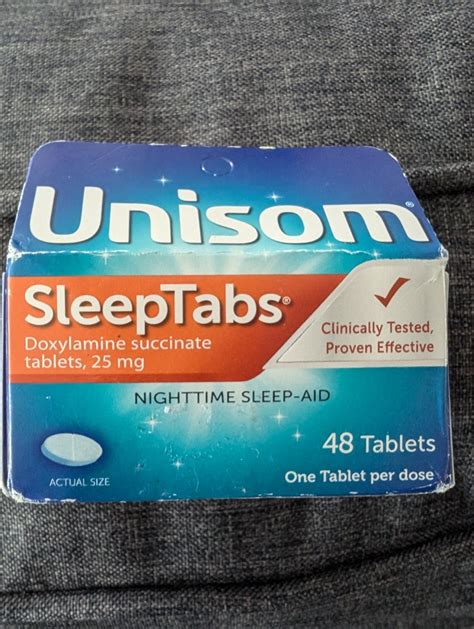 Unisom®
SleepTabs®
Doxylamine succinate
tablets, 25 mg
Clinically Tested,
Proven Effective
NIGHTTIME SLEEP-AID
48 Tablets
One Tablet per dose
ACTUAL SIZE